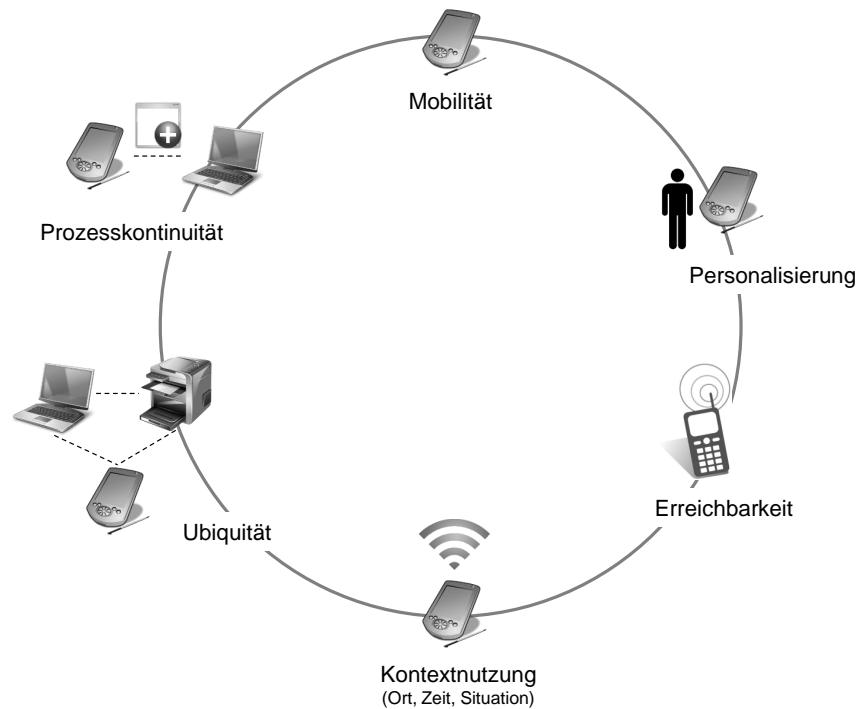 Mobilität
Prozesskontinuität
Personalisierung
Erreichbarkeit
Ubiquität
Kontextnutzung
(Ort, Zeit, Situation)